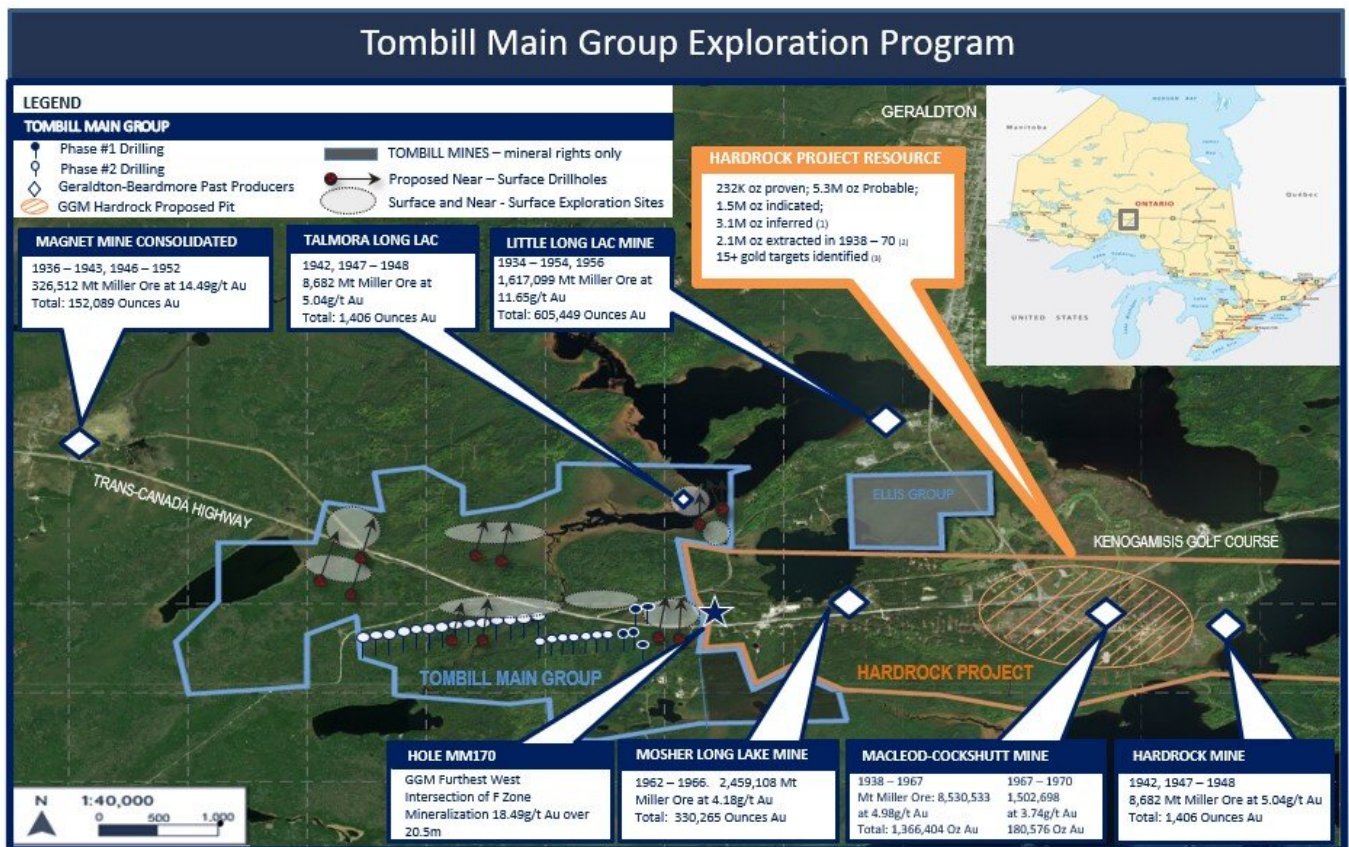 Tombill Main Group Exploration Program
LEGEND
TOMBILL MAIN GROUP
Phase #1 Drilling
Phase #2 Drilling
Geraldton-Beardmore Past Producers
GGM Hardrock Proposed Pit
TOMBILL MINES – mineral rights only
Proposed Near – Surface Drillholes
Surface and Near - Surface Exploration Sites
GERALDTON
HARDROCK PROJECT RESOURCE
232K oz proven; 5.3M oz Probable;
1.5M oz indicated;
3.1M oz inferred (1)
2.1M oz extracted in 1938 – 70 (2)
15+ gold targets identified (3)
Manitoba
ONTARIO
Québec
UNITED STATES
MAGNET MINE CONSOLIDATED
1936 – 1943, 1946 – 1952
326,512 Mt Miller Ore at 14.49g/t Au
Total: 152,089 Ounces Au
TALMORA LONG LAC
1942, 1947 – 1948
8,682 Mt Miller Ore at
5.04g/t Au
Total: 1,406 Ounces Au
LITTLE LONG LAC MINE
1934 – 1954, 1956
1,617,099 Mt Miller Ore at
11.65g/t Au
Total: 605,449 Ounces Au
TRANS-CANADA HIGHWAY
ELLIS GROUP
KENOGAMISIS GOLF COURSE
TOMBILL MAIN GROUP
HARDROCK PROJECT
HOLE MM170
GGM Furthest West
Intersection of F Zone
Mineralization 18.49g/t Au over
20.5m
MOSHER LONG LAKE MINE
1962 – 1966. 2,459,108 Mt
Miller Ore at 4.18g/t Au
Total: 330,265 Ounces Au
MACLEOD-COCKSHUTT MINE
1938 – 1967
Mt Miller Ore: 8,530,533
at 4.98g/t Au
Total: 1,366,404 Oz Au
1967 – 1970
1,502,698
at 3.74g/t Au
180,576 Oz Au
HARDROCK MINE
1942, 1947 – 1948
8,682 Mt Miller Ore at 5.04g/t Au
Total: 1,406 Ounces Au
N
1:40,000
0 500 1,000